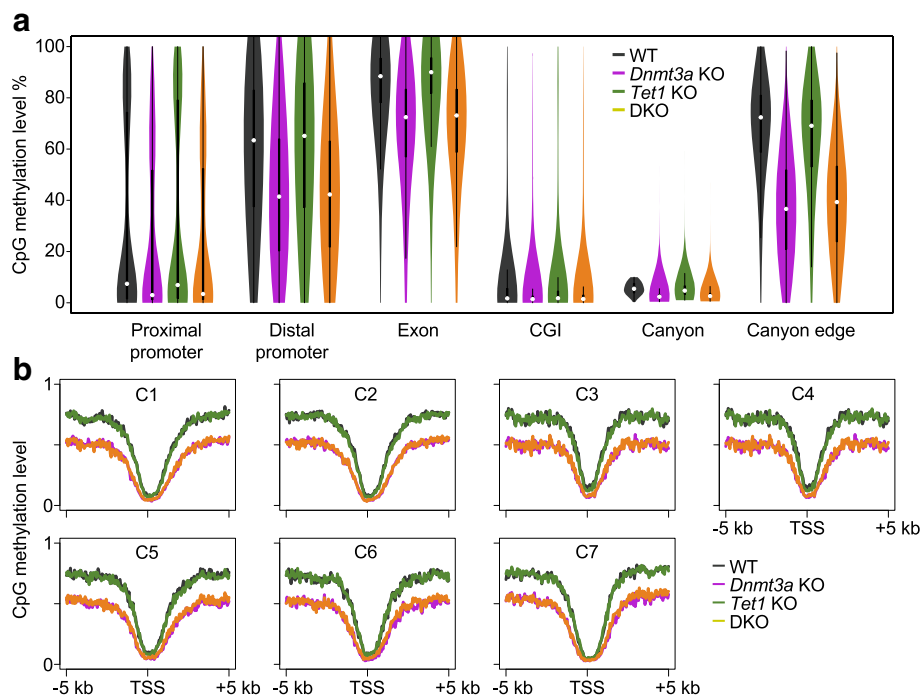 a
CpG methylation level %
100
80
60
40
20
0
WT
Dnmt3a KO
Tet1 KO
DKO
Proximal promoter
Distal promoter
Exon
CGI
Canyon
Canyon edge
b
CpG methylation level
1
0
C1
C2
C3
C4
-5 kb TSS +5 kb
CpG methylation level
1
0
C5
C6
C7
-5 kb TSS +5 kb
-5 kb TSS +5 kb
-5 kb TSS +5 kb
WT
Dnmt3a KO
Tet1 KO
DKO